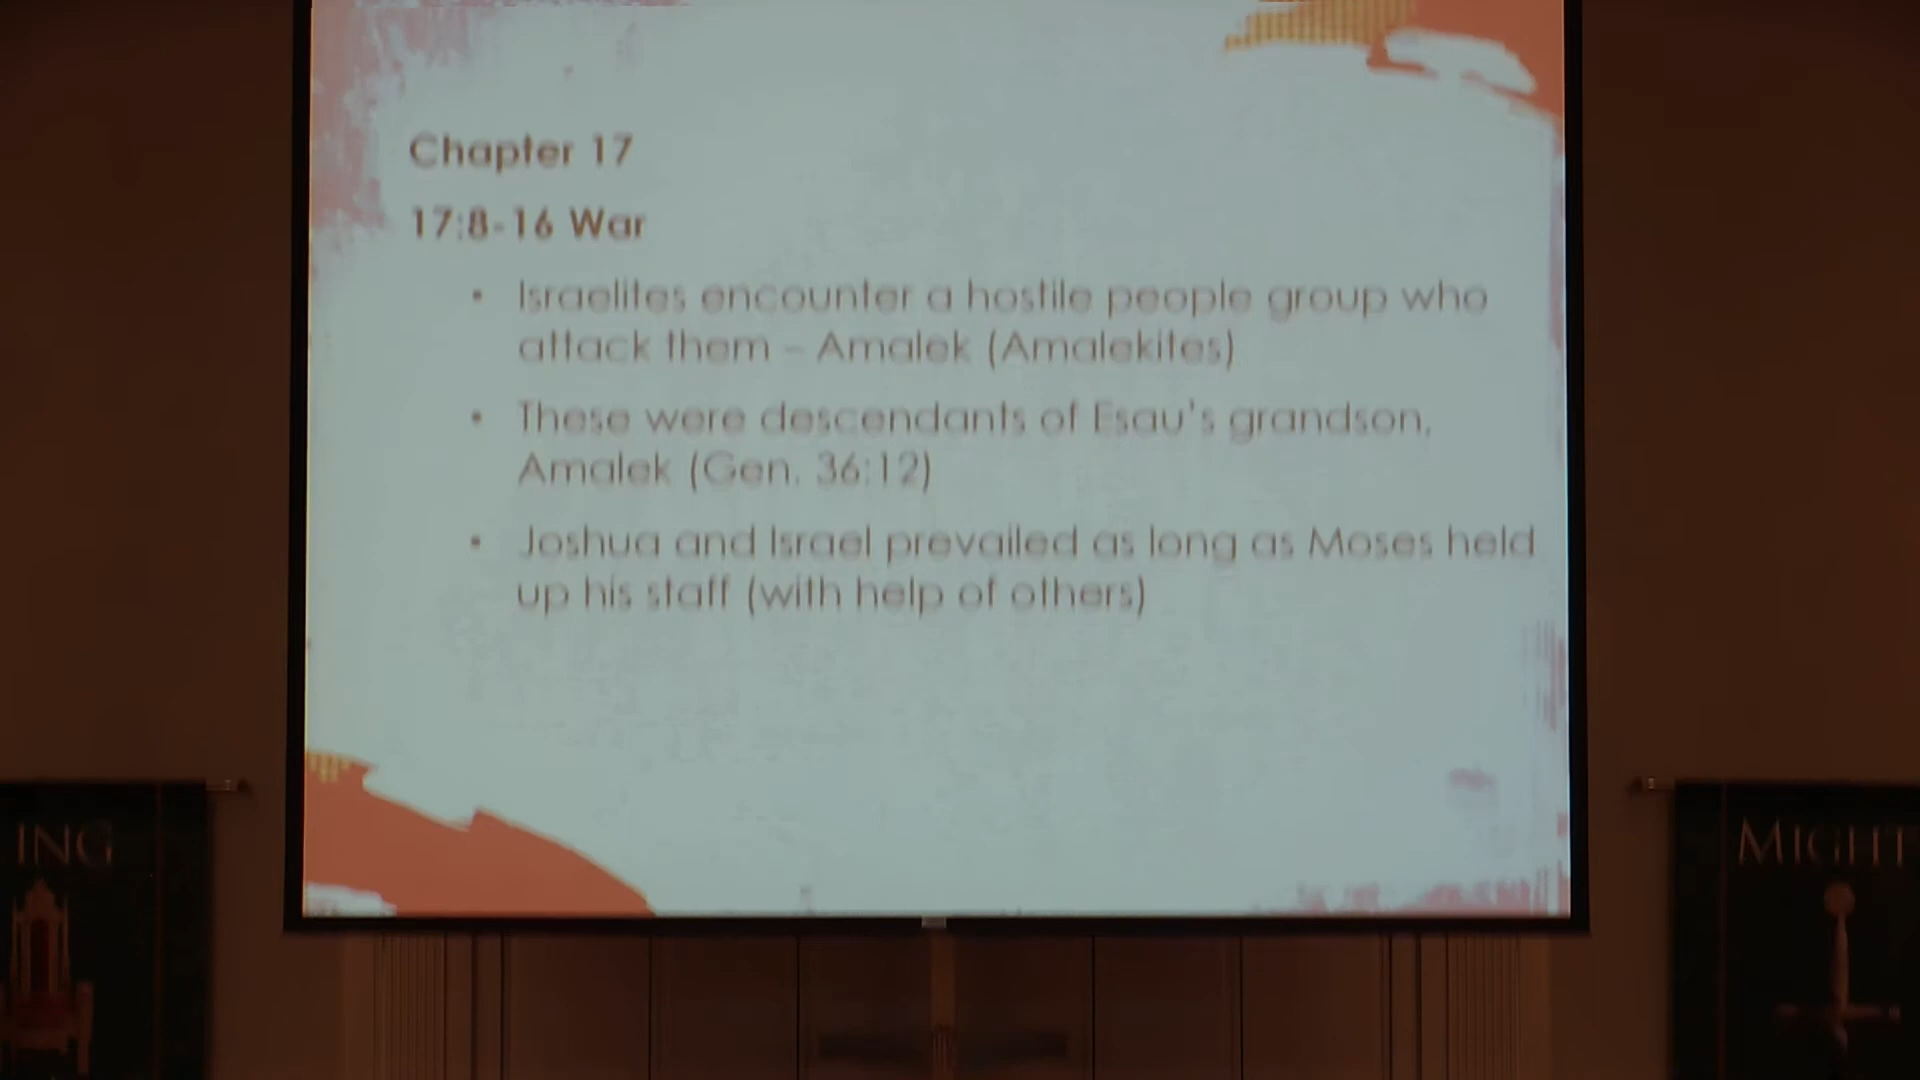 Chapter 17
17:8-16 War
• Israelites encounter a hostile people group who
attack them – Amalek (Amalekites)
• These were descendants of Esau's grandson,
Amalek (Gen. 36:12)
• Joshua and Israel prevailed as long as Moses held
up his staff (with help of others)
ING
MIGHT